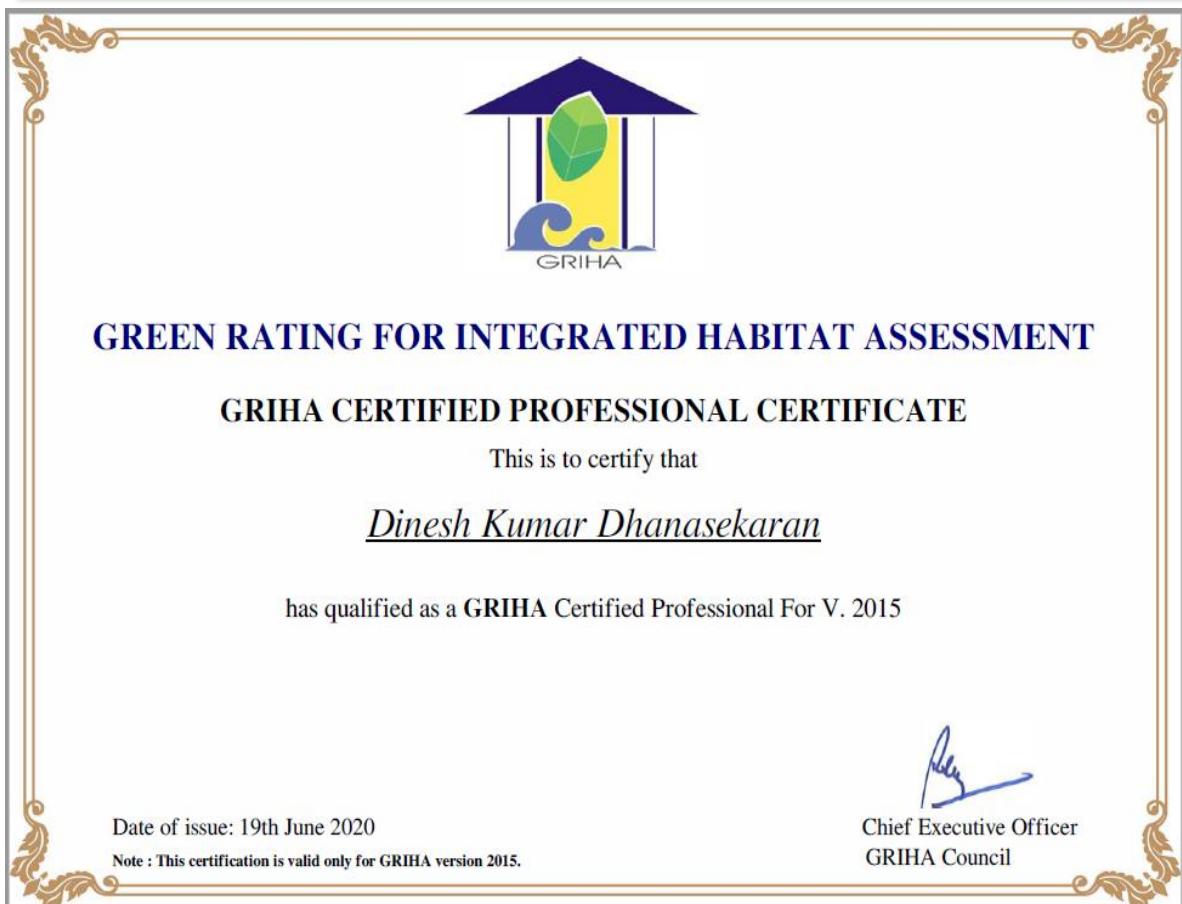 GRIHA
GREEN RATING FOR INTEGRATED HABITAT ASSESSMENT
GRIHA CERTIFIED PROFESSIONAL CERTIFICATE
This is to certify that
Dinesh Kumar Dhanasekaran
has qualified as a GRIHA Certified Professional For V. 2015
Date of issue: 19th June 2020
Note : This certification is valid only for GRIHA version 2015.
Chief Executive Officer
GRIHA Council